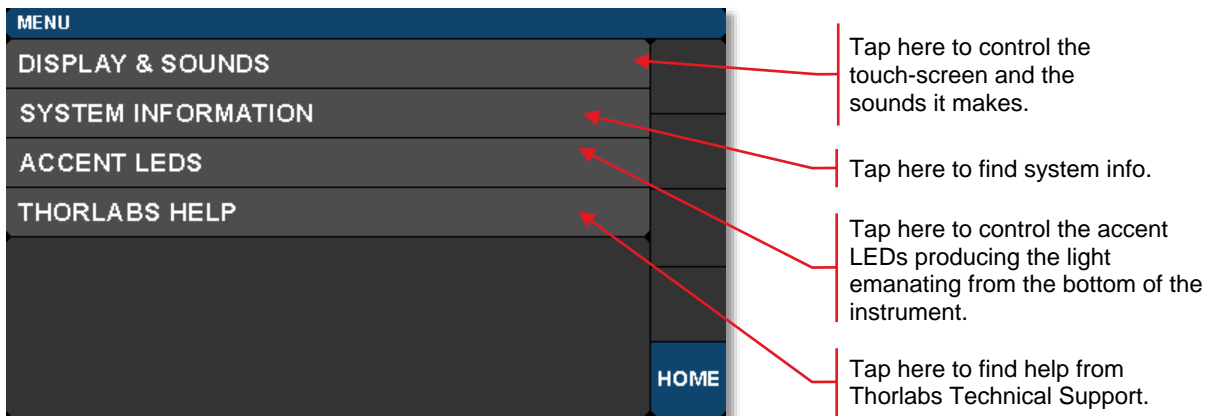 MENU
DISPLAY & SOUNDS
SYSTEM INFORMATION
ACCENT LEDS
THORLABS HELP
HOME
Tap here to control the
touch-screen and the
sounds it makes.
Tap here to find system info.
Tap here to control the accent
LEDs producing the light
emanating from the bottom of the
instrument.
Tap here to find help from
Thorlabs Technical Support.